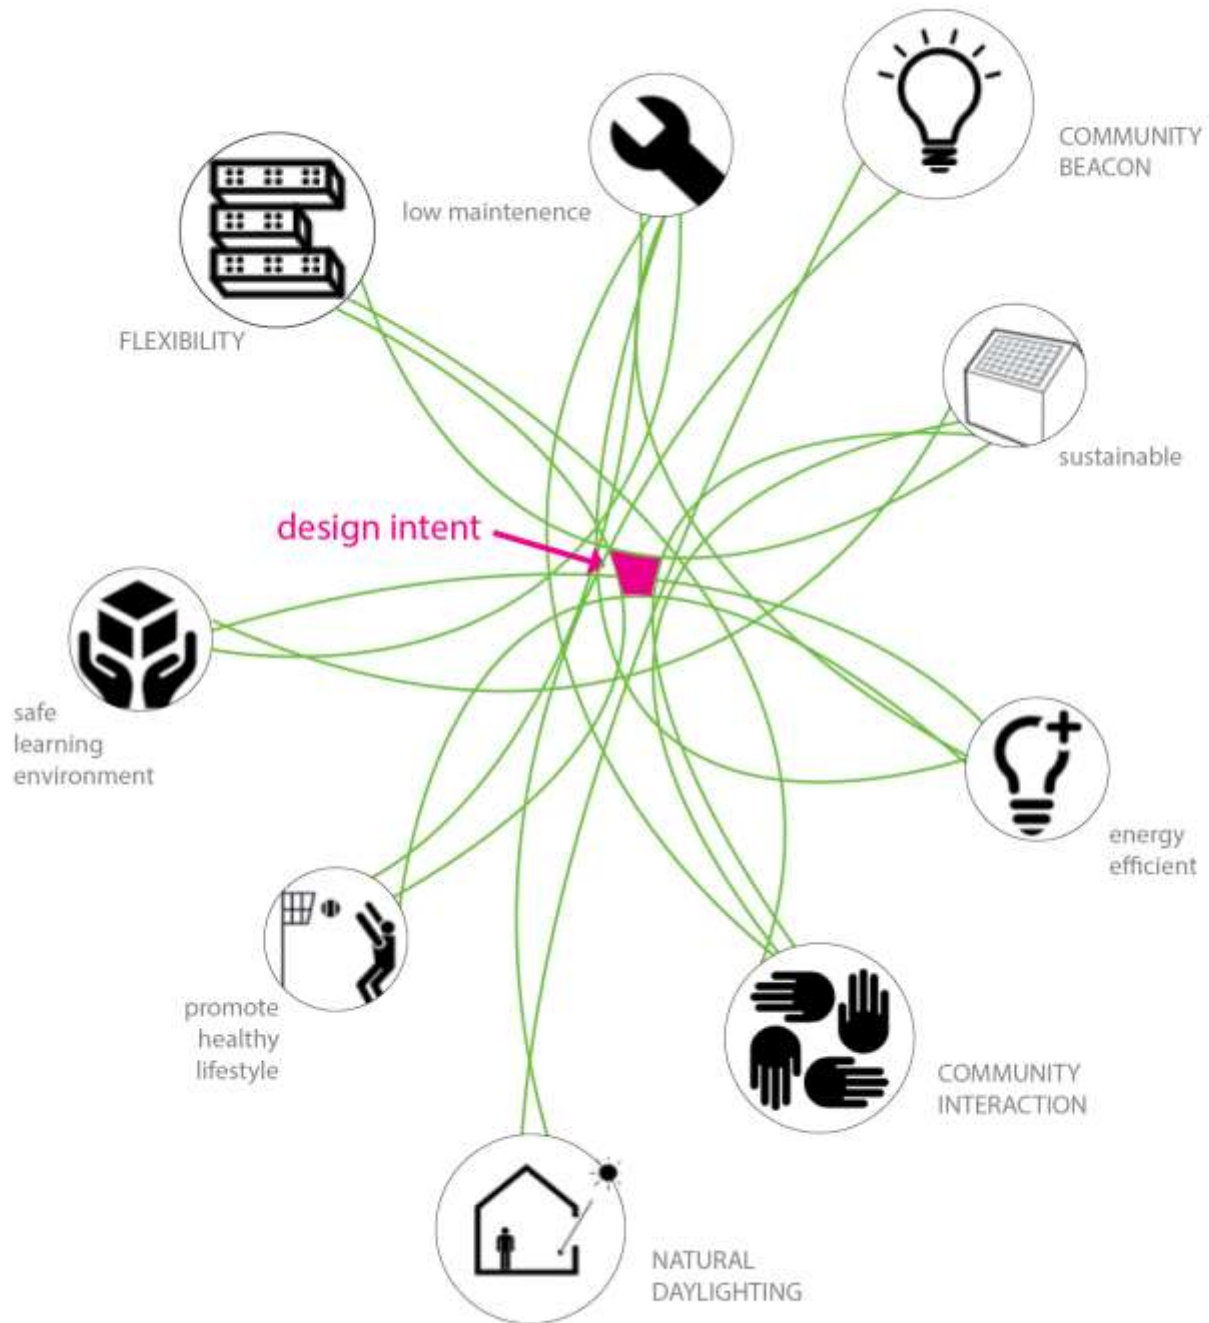 COMMUNITY
BEACON
low maintenence
FLEXIBILITY
sustainable
design intent
safe
learning
environment
energy
efficient
promote
healthy
lifestyle
COMMUNITY
INTERACTION
NATURAL
DAYLIGHTING